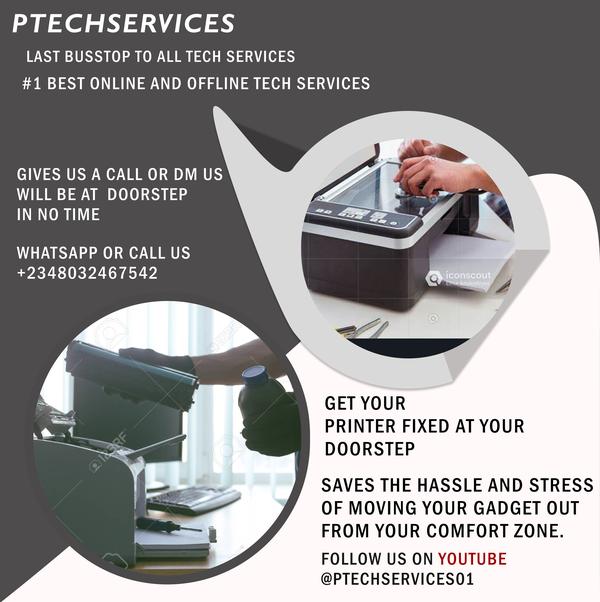 PTECHSERVICES
LAST BUSSTOP TO ALL TECH SERVICES
#1 BEST ONLINE AND OFFLINE TECH SERVICES
GIVES US A CALL OR DM US
WILL BE AT DOORSTEP
IN NO TIME
WHATSAPP OR CALL US
+2348032467542
iconscout
GET YOUR
PRINTER FIXED AT YOUR
DOORSTEP
SAVES THE HASSLE AND STRESS
OF MOVING YOUR GADGET OUT
FROM YOUR COMFORT ZONE.
FOLLOW US ON YOUTUBE
@PTECHSERVICES01